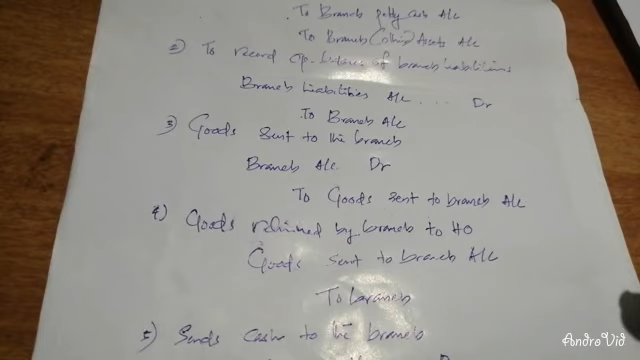 To Branch petty cash A/c
To Branch (other) Assets A/c
2) To record op. balance of branch liabilities
Branch Liabilities A/c ... Dr
To Branch A/c
3) Goods sent to the branch
Branch A/c. Dr
To Goods sent to branch A/c
4) Goods returned by branch to HO
Goods sent to branch A/c
To branch
5) Sends cash to the branch
AndroVid